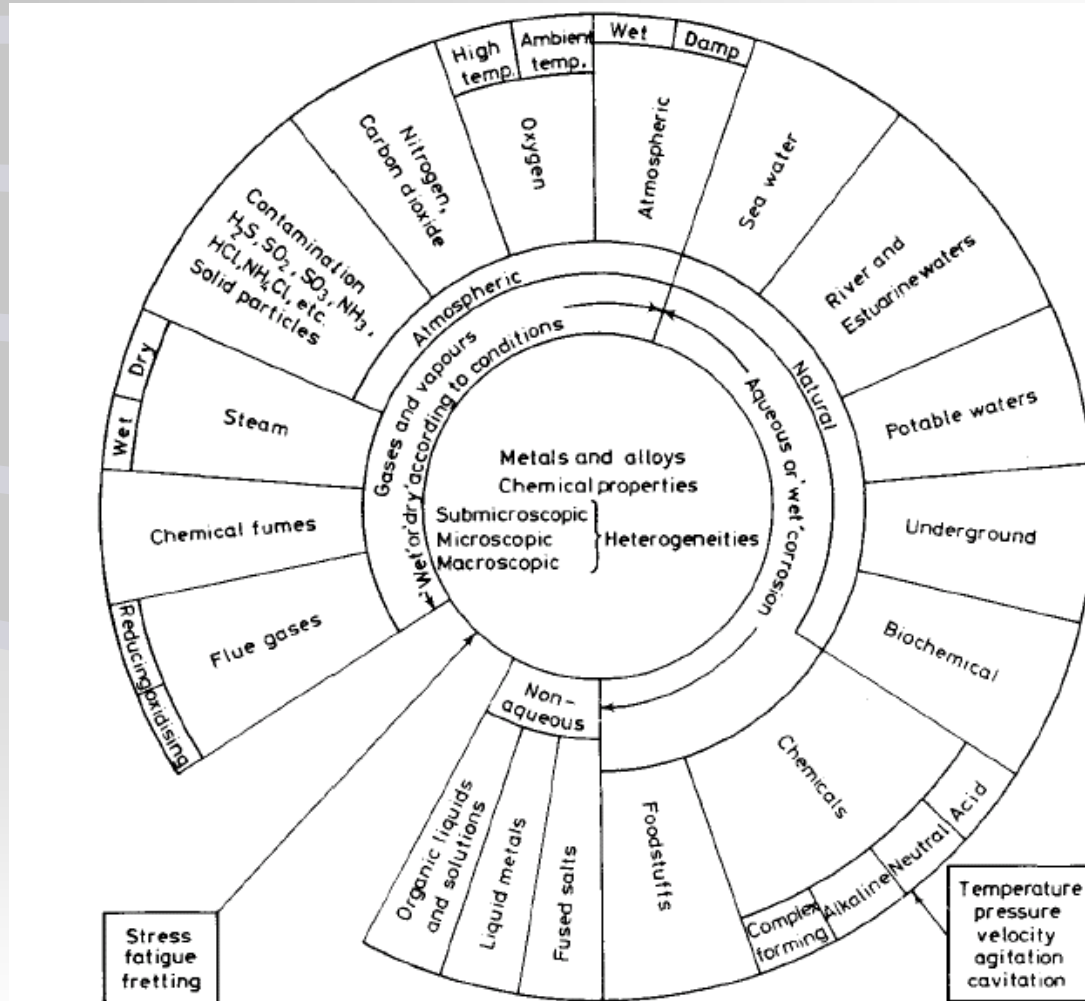 High
temp.
Ambient
temp.
Wet
Damp
Oxygen
Atmospheric
Sea water
Nitrogen,
Carbon dioxide
River and
Estuarine waters
Contamination
H₂S, SO₂, SO₃, NH₃,
HCl, NH₄Cl, etc.
Solid particles
Atmospheric
Natural
Gases and vapours
'Wet' or 'dry' according to conditions
Aqueous or 'wet' corrosion
Dry
Wet
Steam
Potable waters
Metals and alloys
Chemical properties
Submicroscopic
Microscopic
Macroscopic
Heterogeneities
Chemical fumes
Underground
Reducing
oxidising
Flue gases
Biochemical
Non-
aqueous
Organic liquids
and solutions
Liquid metals
Fused salts
Foodstuffs
Chemicals
Acid
Neutral
Alkaline
Complex
forming
Stress
fatigue
fretting
Temperature
pressure
velocity
agitation
cavitation